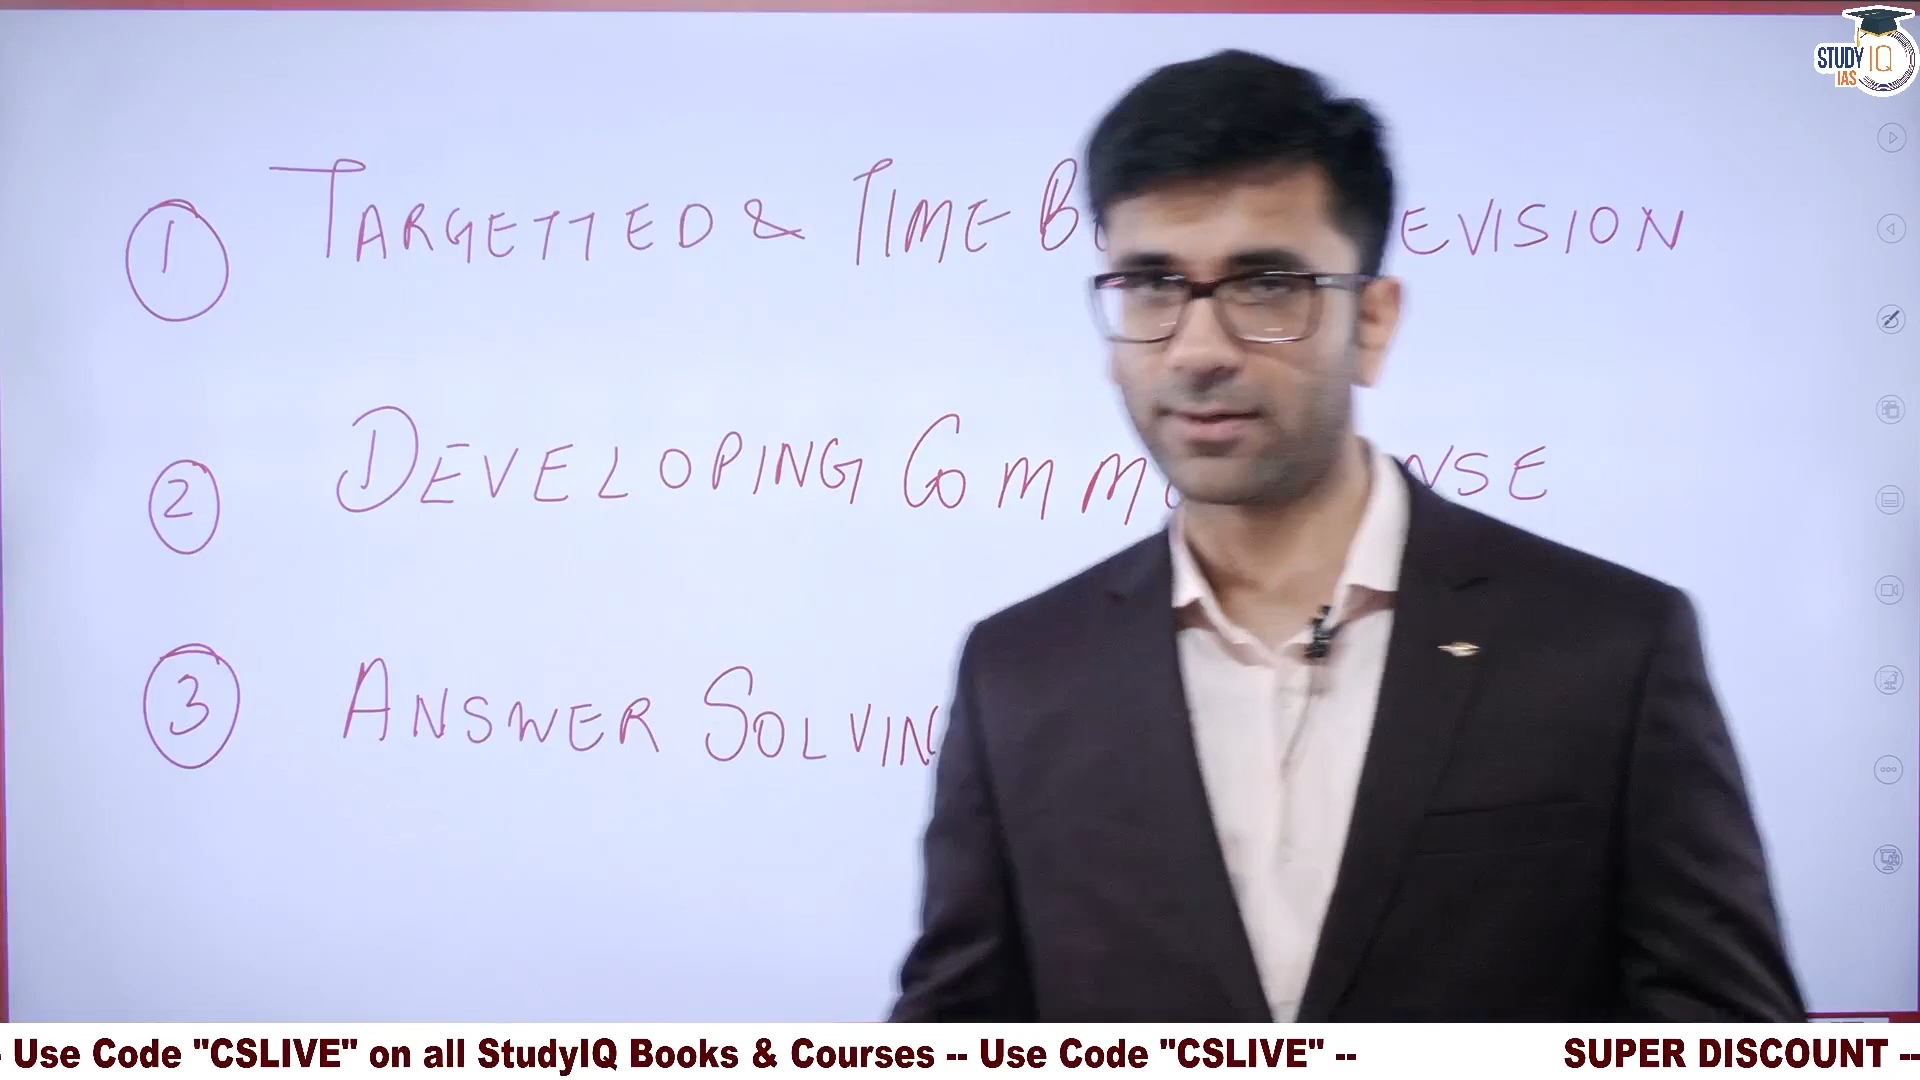 STUDY IQ
IAS
1 TARGETTED & TIME B EVISION
2 DEVELOPING COMM NSE
3 ANSWER SOLVIN
- Use Code "CSLIVE" on all StudyIQ Books & Courses -- Use Code "CSLIVE" -- SUPER DISCOUNT --